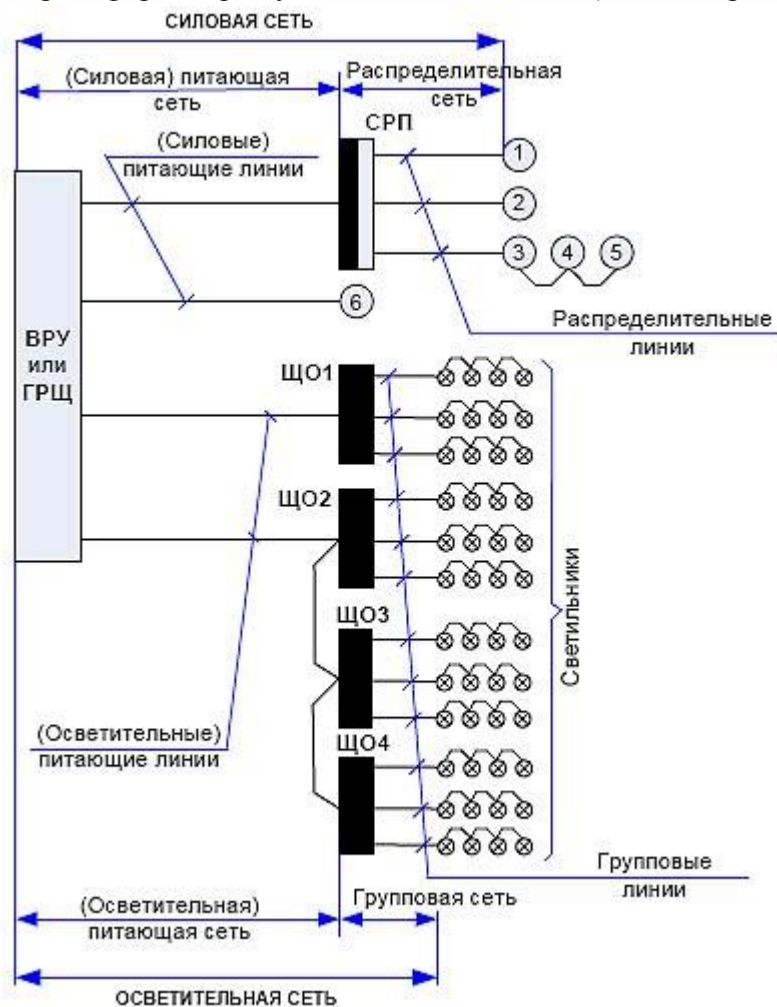 СИЛОВАЯ СЕТЬ
(Силовая) питающая
сеть
Распределительная
сеть
(Силовые)
питающие линии
СРП
1
2
3 4 5
6
Распределительные
линии
ВРУ
или
ГРЩ
ЩО1
ЩО2
ЩО3
ЩО4
Светильники
(Осветительные)
питающие линии
Групповые
линии
(Осветительная)
питающая сеть
Групповая сеть
ОСВЕТИТЕЛЬНАЯ СЕТЬ